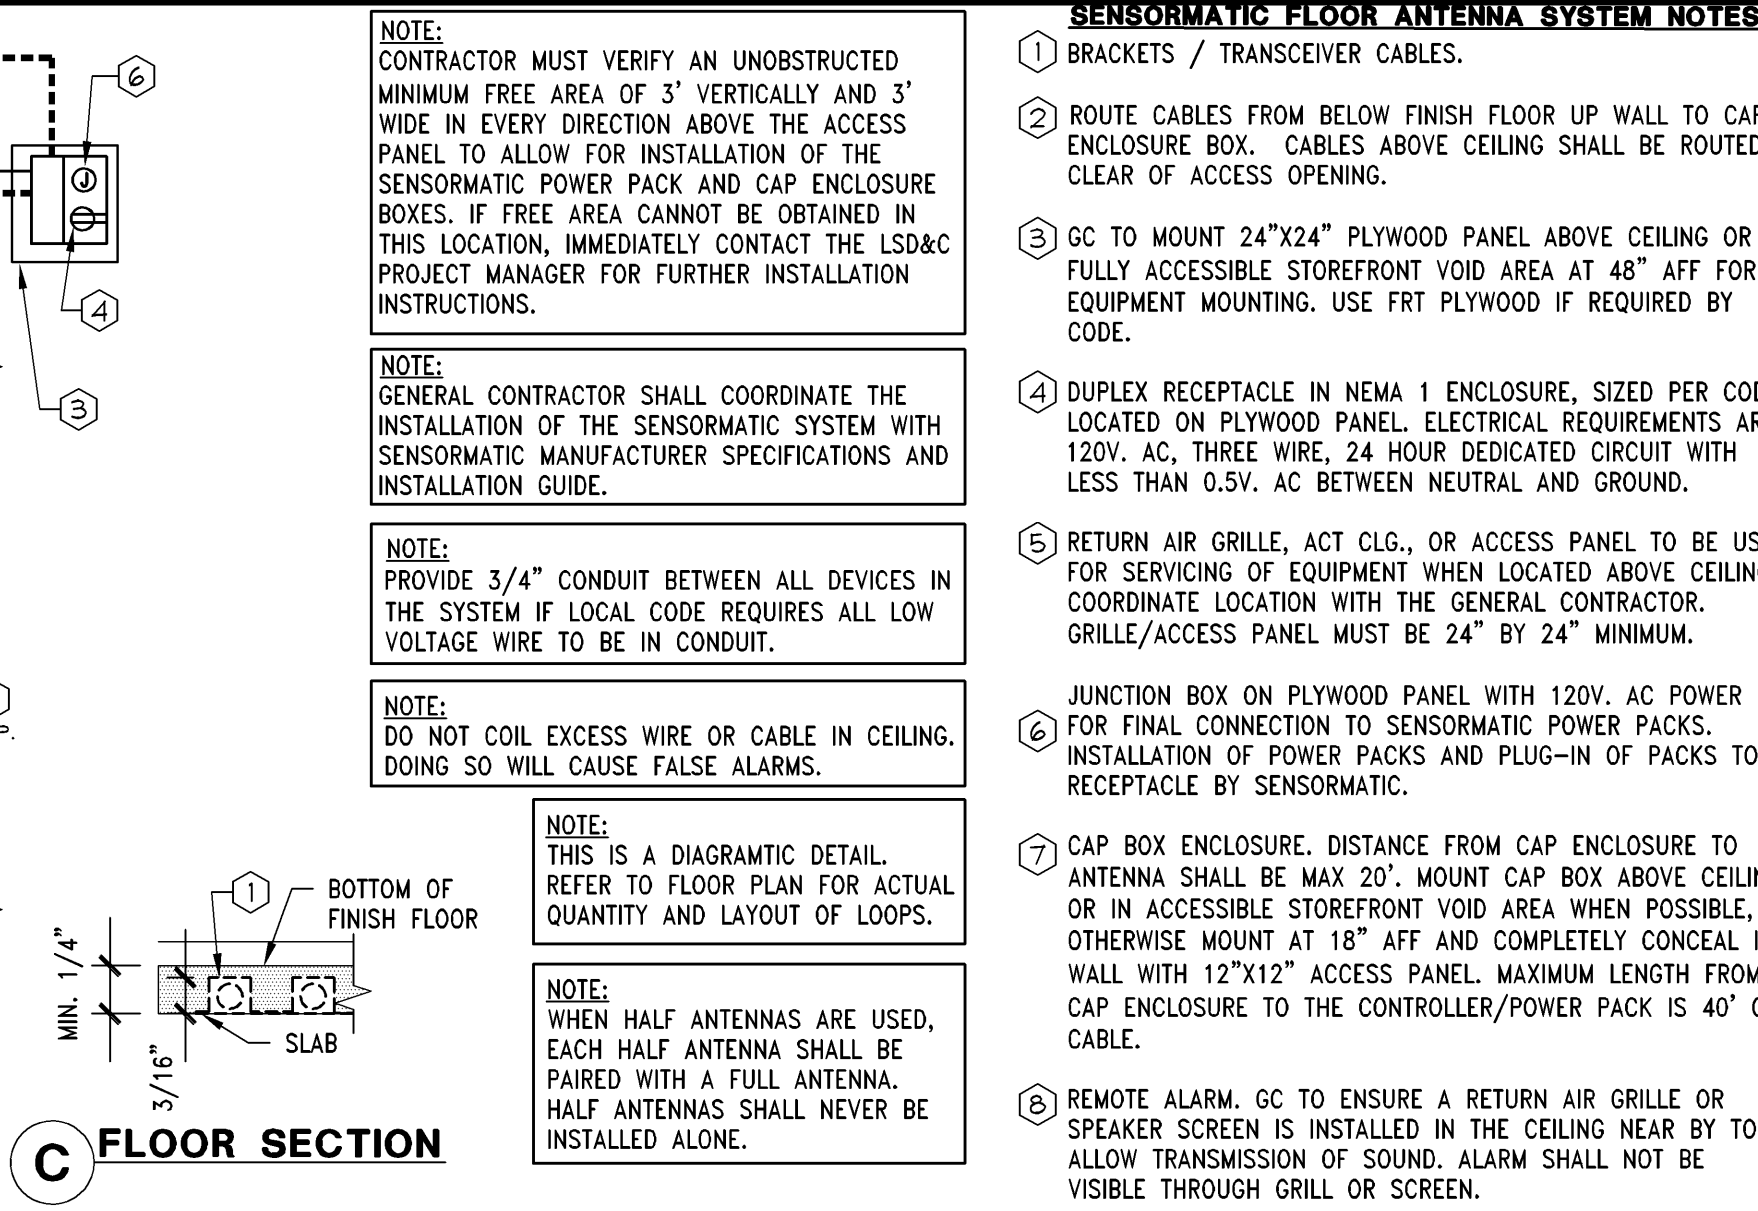 6
J
4
3
NOTE:
CONTRACTOR MUST VERIFY AN UNOBSTRUCTED
MINIMUM FREE AREA OF 3' VERTICALLY AND 3'
WIDE IN EVERY DIRECTION ABOVE THE ACCESS
PANEL TO ALLOW FOR INSTALLATION OF THE
SENSORMATIC POWER PACK AND CAP ENCLOSURE
BOXES. IF FREE AREA CANNOT BE OBTAINED IN
THIS LOCATION, IMMEDIATELY CONTACT THE LSD&C
PROJECT MANAGER FOR FURTHER INSTALLATION
INSTRUCTIONS.
NOTE:
GENERAL CONTRACTOR SHALL COORDINATE THE
INSTALLATION OF THE SENSORMATIC SYSTEM WITH
SENSORMATIC MANUFACTURER SPECIFICATIONS AND
INSTALLATION GUIDE.
NOTE:
PROVIDE 3/4" CONDUIT BETWEEN ALL DEVICES IN
THE SYSTEM IF LOCAL CODE REQUIRES ALL LOW
VOLTAGE WIRE TO BE IN CONDUIT.
NOTE:
DO NOT COIL EXCESS WIRE OR CABLE IN CEILING.
DOING SO WILL CAUSE FALSE ALARMS.
NOTE:
THIS IS A DIAGRAMTIC DETAIL.
REFER TO FLOOR PLAN FOR ACTUAL
QUANTITY AND LAYOUT OF LOOPS.
NOTE:
WHEN HALF ANTENNAS ARE USED,
EACH HALF ANTENNA SHALL BE
PAIRED WITH A FULL ANTENNA.
HALF ANTENNAS SHALL NEVER BE
INSTALLED ALONE.
1
BOTTOM OF
FINISH FLOOR
MIN. 1/4"
3/16"
SLAB
C FLOOR SECTION
SENSORMATIC FLOOR ANTENNA SYSTEM NOTES
1 BRACKETS / TRANSCEIVER CABLES.
2 ROUTE CABLES FROM BELOW FINISH FLOOR UP WALL TO CAP
ENCLOSURE BOX. CABLES ABOVE CEILING SHALL BE ROUTED
CLEAR OF ACCESS OPENING.
3 GC TO MOUNT 24"X24" PLYWOOD PANEL ABOVE CEILING OR
FULLY ACCESSIBLE STOREFRONT VOID AREA AT 48" AFF FOR
EQUIPMENT MOUNTING. USE FRT PLYWOOD IF REQUIRED BY
CODE.
4 DUPLEX RECEPTACLE IN NEMA 1 ENCLOSURE, SIZED PER
LOCATED ON PLYWOOD PANEL. ELECTRICAL REQUIREMENTS
120V. AC, THREE WIRE, 24 HOUR DEDICATED CIRCUIT WITH
LESS THAN 0.5V. AC BETWEEN NEUTRAL AND GROUND.
5 RETURN AIR GRILLE, ACT CLG., OR ACCESS PANEL TO BE
FOR SERVICING OF EQUIPMENT WHEN LOCATED ABOVE CEILING
COORDINATE LOCATION WITH THE GENERAL CONTRACTOR.
GRILLE/ACCESS PANEL MUST BE 24" BY 24" MINIMUM.
JUNCTION BOX ON PLYWOOD PANEL WITH 120V. AC POWER
6 FOR FINAL CONNECTION TO SENSORMATIC POWER PACKS.
INSTALLATION OF POWER PACKS AND PLUG-IN OF PACKS TO
RECEPTACLE BY SENSORMATIC.
7 CAP BOX ENCLOSURE. DISTANCE FROM CAP ENCLOSURE TO
ANTENNA SHALL BE MAX 20'. MOUNT CAP BOX ABOVE
OR IN ACCESSIBLE STOREFRONT VOID AREA WHEN POSSIBLE,
OTHERWISE MOUNT AT 18" AFF AND COMPLETELY CONCEAL
WALL WITH 12"X12" ACCESS PANEL. MAXIMUM LENGTH FROM
CAP ENCLOSURE TO THE CONTROLLER/POWER PACK IS 40'
CABLE.
8 REMOTE ALARM. GC TO ENSURE A RETURN AIR GRILLE OR
SPEAKER SCREEN IS INSTALLED IN THE CEILING NEAR BY TO
ALLOW TRANSMISSION OF SOUND. ALARM SHALL NOT BE
VISIBLE THROUGH GRILL OR SCREEN.